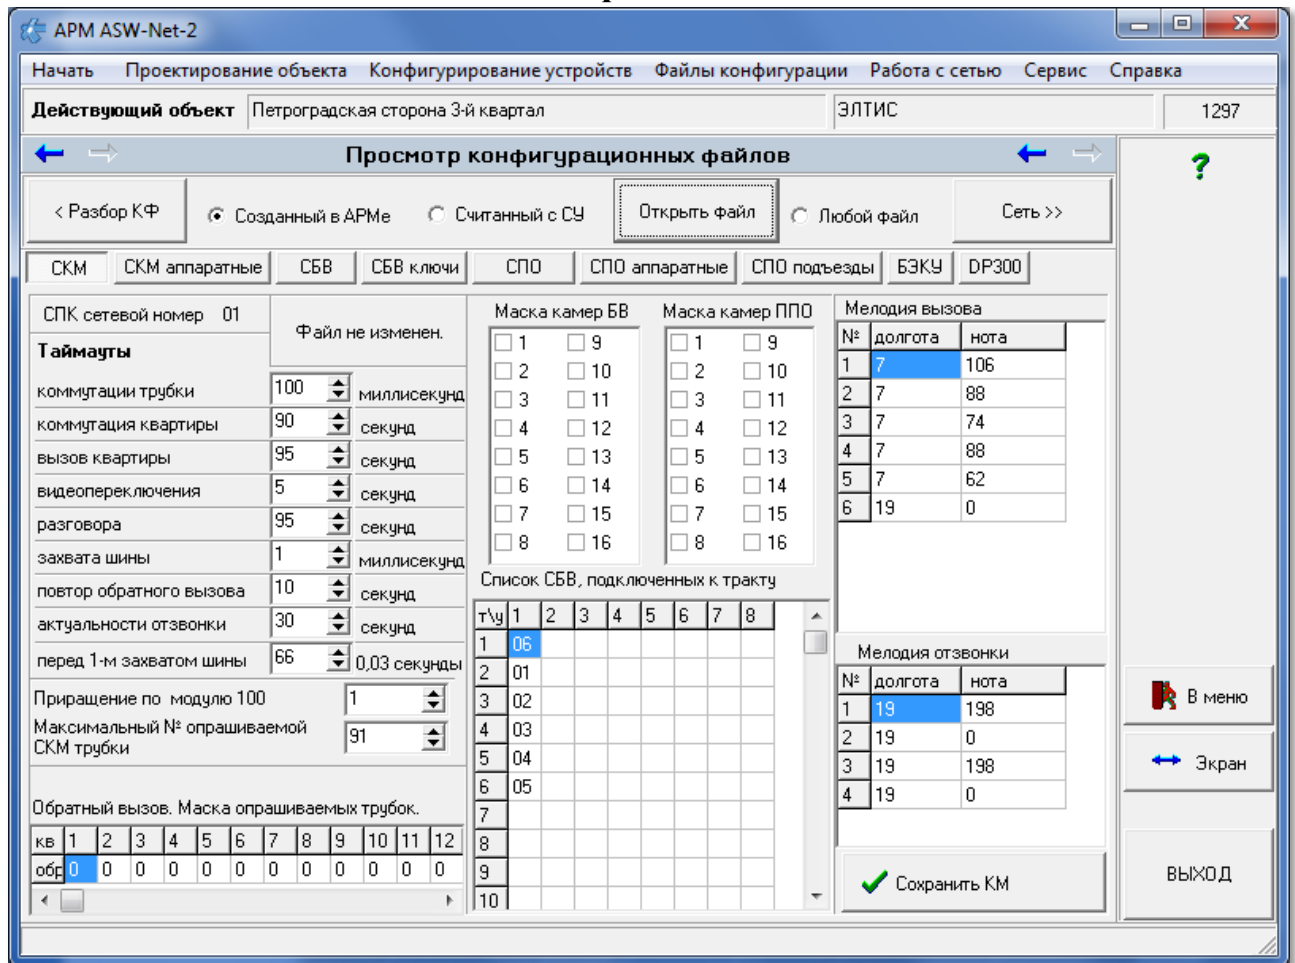 АРМ ASW-Net-2
Начать Проектирование объекта Конфигурирование устройств Файлы конфигурации Работа с сетью Сервис Справка
Действующий объект Петроградская сторона 3-й квартал ЭЛТИС 1297
Просмотр конфигурационных файлов
?
< Разбор КФ Созданный в АРМе Считанный с СУ Открыть файл Любой файл Сеть >>
СКМ СКМ аппаратные СБВ СБВ ключи СПО СПО аппаратные СПО подъезды БЭКУ DP300
СПК сетевой номер 01
Файл не изменен.
Таймауты
коммутации трубки 100 миллисекунд
коммутация квартиры 90 секунд
вызов квартиры 95 секунд
видеопереключения 5 секунд
разговора 95 секунд
захвата шины 1 миллисекунд
повтор обратного вызова 10 секунд
актуальности отзвонки 30 секунд
перед 1-м захватом шины 66 0,03 секунды
Приращение по модулю 100 1
Максимальный № опрашиваемой
СКМ трубки 91
Обратный вызов. Маска опрашиваемых трубок.
кв 1 2 3 4 5 6 7 8 9 10 11 12
обр 0 0 0 0 0 0 0 0 0 0 0 0
Маска камер БВ
1 9
2 10
3 11
4 12
5 13
6 14
7 15
8 16
Маска камер ППО
1 9
2 10
3 11
4 12
5 13
6 14
7 15
8 16
Список СБВ, подключенных к тракту
т\у 1 2 3 4 5 6 7 8
1 06
2 01
3 02
4 03
5 04
6 05
7
8
9
10
Мелодия вызова
№ долгота нота
1 7 106
2 7 88
3 7 74
4 7 88
5 7 62
6 19 0
Мелодия отзвонки
№ долгота нота
1 19 198
2 19 0
3 19 198
4 19 0
Сохранить КМ
В меню
Экран
ВЫХОД